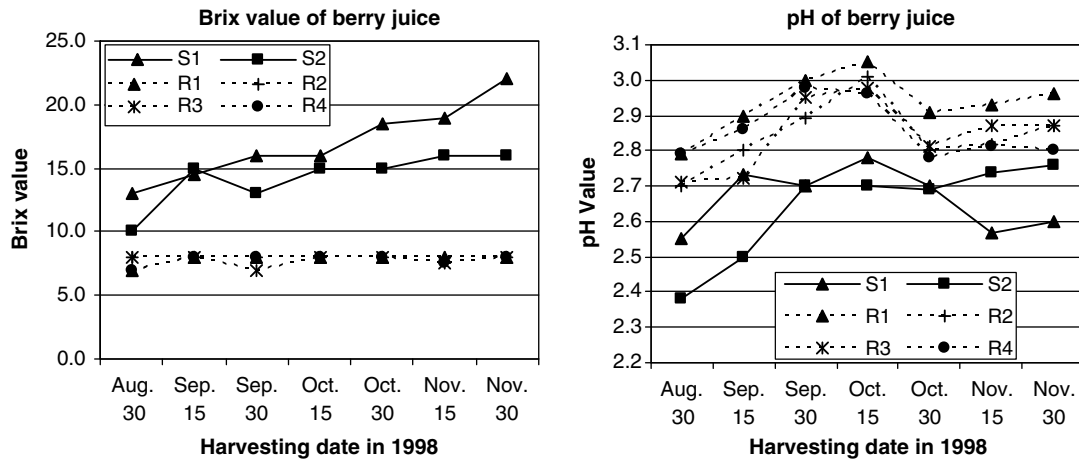 Brix value of berry juice
25.0
20.0
15.0
10.0
5.0
0.0
Brix value
S1 S2
R1 R2
R3 R4
Aug. Sep. Sep. Oct. Oct. Nov. Nov.
30 15 30 15 30 15 30
Harvesting date in 1998
pH of berry juice
3.1
3.0
2.9
2.8
2.7
2.6
2.5
2.4
2.3
2.2
pH Value
S1 S2
R1 R2
R3 R4
Aug. Sep. Sep. Oct. Oct. Nov. Nov.
30 15 30 15 30 15 30
Harvesting date in 1998